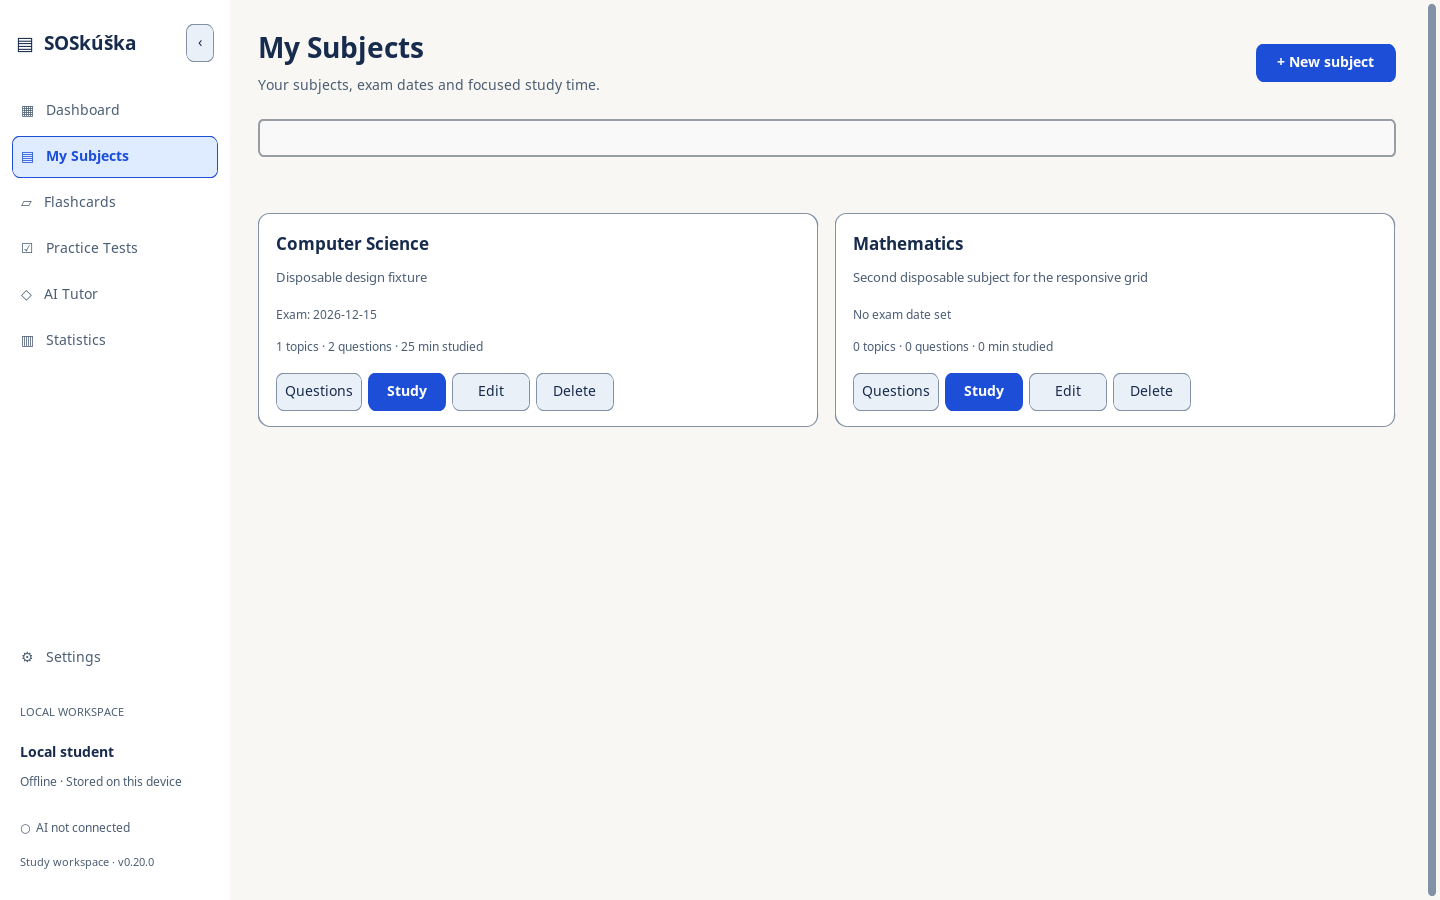 SOSkúška
‹
Dashboard
My Subjects
Flashcards
Practice Tests
AI Tutor
Statistics
Settings
LOCAL WORKSPACE
Local student
Offline · Stored on this device
AI not connected
Study workspace · v0.20.0
My Subjects
Your subjects, exam dates and focused study time.
+ New subject
Computer Science
Disposable design fixture
Exam: 2026-12-15
1 topics · 2 questions · 25 min studied
Questions Study Edit Delete
Mathematics
Second disposable subject for the responsive grid
No exam date set
0 topics · 0 questions · 0 min studied
Questions Study Edit Delete